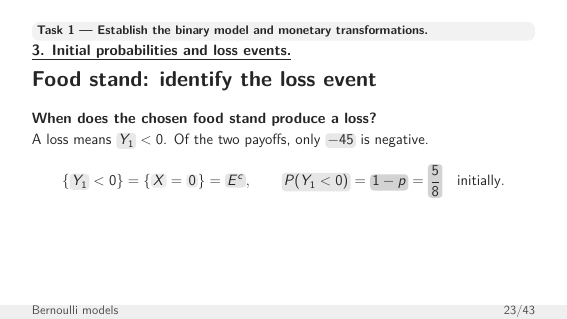 Task 1 — Establish the binary model and monetary transformations.
3. Initial probabilities and loss events.
Food stand: identify the loss event
When does the chosen food stand produce a loss?
A loss means Y₁ < 0. Of the two payoffs, only −45 is negative.
{Y₁ < 0} = {X = 0} = Eᶜ, P(Y₁ < 0) = 1 − p = 5/8 initially.
Bernoulli models 23/43